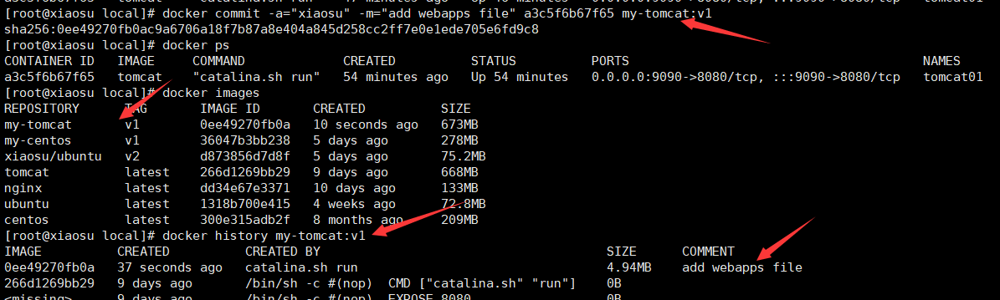 [root@xiaosu local]# docker commit -a="xiaosu" -m="add webapps file" a3c5f6b67f65 my-tomcat:v1
sha256:0ee49270fb0ac9a6706a18f7b87a8e404a845d258cc2ff7e0e1ede705e6fd9c8
[root@xiaosu local]# docker ps
CONTAINER ID IMAGE COMMAND CREATED STATUS PORTS NAMES
a3c5f6b67f65 tomcat "catalina.sh run" 54 minutes ago Up 54 minutes 0.0.0.0:9090->8080/tcp, :::9090->8080/tcp tomcat01
[root@xiaosu local]# docker images
REPOSITORY TAG IMAGE ID CREATED SIZE
my-tomcat v1 0ee49270fb0a 10 seconds ago 673MB
my-centos v1 36047b3bb238 5 days ago 278MB
xiaosu/ubuntu v2 d873856d7d8f 5 days ago 75.2MB
tomcat latest 266d1269bb29 9 days ago 668MB
nginx latest dd34e67e3371 10 days ago 133MB
ubuntu latest 1318b700e415 4 weeks ago 72.8MB
centos latest 300e315adb2f 8 months ago 209MB
[root@xiaosu local]# docker history my-tomcat:v1
IMAGE CREATED CREATED BY SIZE COMMENT
0ee49270fb0a 37 seconds ago catalina.sh run 4.94MB add webapps file
266d1269bb29 9 days ago /bin/sh -c #(nop) CMD ["catalina.sh" "run"] 0B
<missing> 9 days ago /bin/sh -c #(nop) EXPOSE 8080 0B